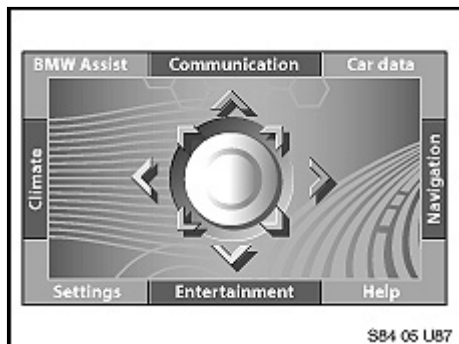 BMW Assist Communication Car data
Climate
Navigation
Settings Entertainment Help
S84 05 U87